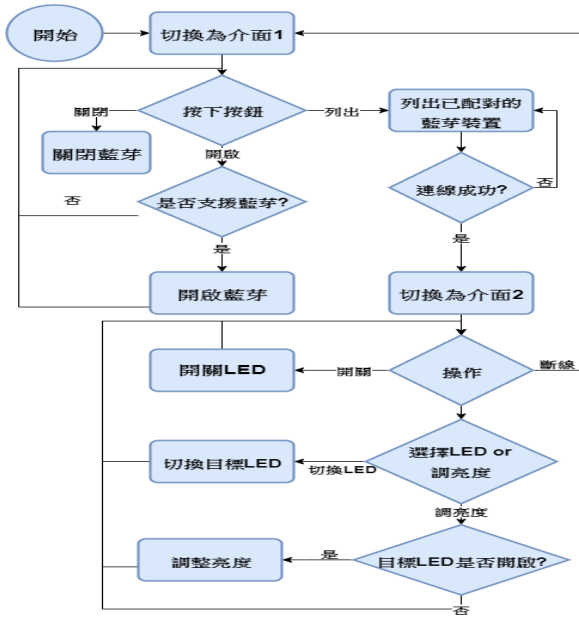 開始
切換為介面1
按下按鈕
關閉
列出
列出已配對的
藍芽裝置
關閉藍芽
開啟
否
是否支援藍芽?
連線成功?
否
是
是
開啟藍芽
切換為介面2
開關LED
開關
操作
斷線
切換目標LED
切換LED
選擇LED or
調亮度
調亮度
調整亮度
是
目標LED是否開啟?
否